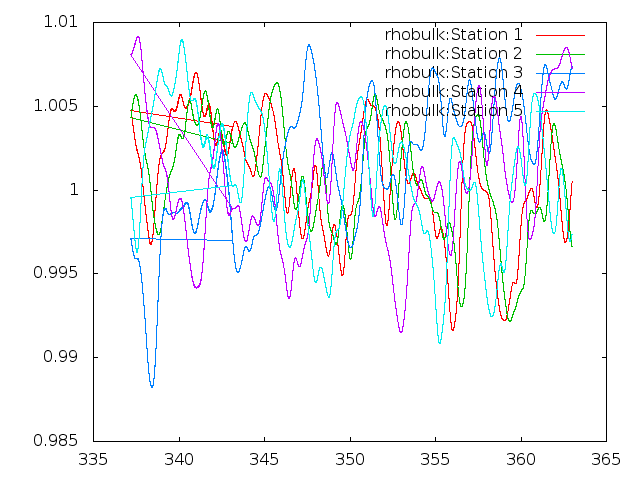 1.01
1.005
1
0.995
0.99
0.985
335
340
345
350
355
360
365
rhobulk:Station 1
rhobulk:Station 2
rhobulk:Station 3
rhobulk:Station 4
rhobulk:Station 5